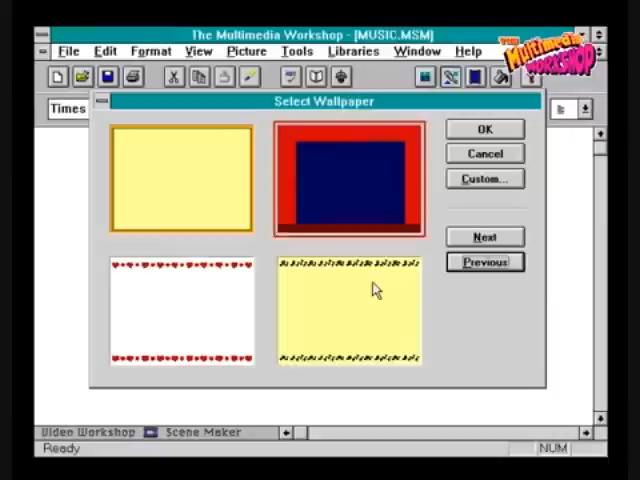 The Multimedia Workshop - [MUSIC.MSM]
THE Multimedia WORKSHOP
File Edit Format View Picture Tools Libraries Window Help
Times
Select Wallpaper
OK
Cancel
Custom...
Next
Previous
Video Workshop Scene Maker
Ready NUM